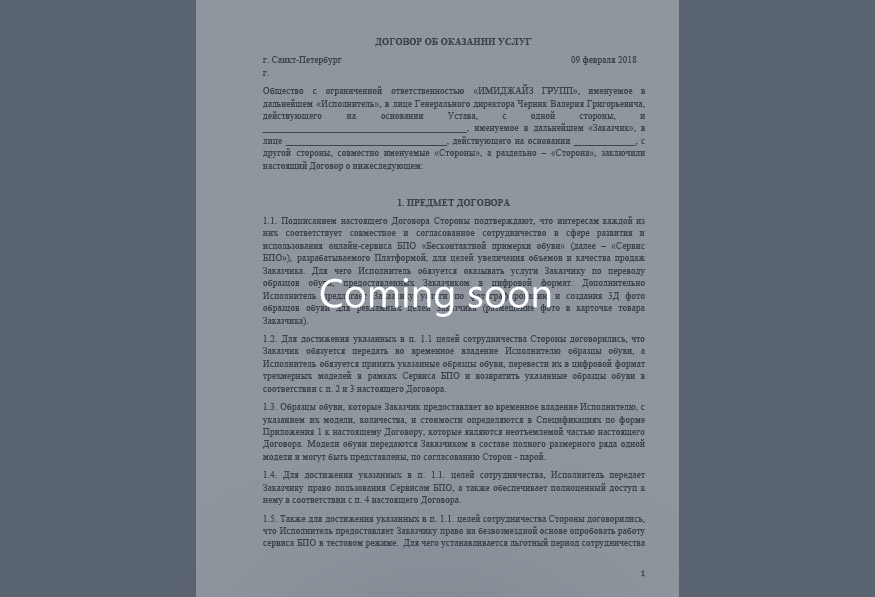 ДОГОВОР ОБ ОКАЗАНИИ УСЛУГ
г. Санкт-Петербург 09 февраля 2018
г.
Общество с ограниченной ответственностью «ИМИДЖАЙЗ ГРУПП», именуемое в
дальнейшем «Исполнитель», в лице Генерального директора Черник Валерия Григорьевича,
действующего на основании Устава, с одной стороны, и
, именуемое в дальнейшем «Заказчик», в
лице , действующего на основании , с
другой стороны, совместно именуемые «Стороны», а раздельно – «Сторона», заключили
настоящий Договор о нижеследующем:
1. ПРЕДМЕТ ДОГОВОРА
1.1. Подписанием настоящего Договора Стороны подтверждают, что интересам каждой из
них соответствует совместное и согласованное сотрудничество в сфере развития и
использования онлайн-сервиса БПО «Бесконтактной примерки обуви» (далее – «Сервис
БПО»), разрабатываемого Платформой, для целей увеличения объемов и качества продаж
Заказчика. Для чего Исполнитель обязуется оказывать услуги Заказчику по переводу
образцов обуви, предоставленных Заказчиком в цифровой формат. Дополнительно
Исполнитель услуги по и создания 3Д фото
Coming soon
образцов обуви для рекламных целей Заказчика (размещение фото в карточке товара
Заказчика).
1.2. Для достижения указанных в п. 1.1 целей сотрудничества Стороны договорились, что
Заказчик обязуется передать во временное владение Исполнителю образцы обуви, а
Исполнитель обязуется принять указанные образцы обуви, перевести их в цифровой формат
трехмерных моделей в рамках Сервиса БПО и возвратить указанные образцы обуви в
соответствии с п. 2 и 3 настоящего Договора.
1.3. Образцы обуви, которые Заказчик предоставляет во временное владение Исполнителю, с
указанием их модели, количества, и стоимости определяются в Спецификациях по форме
Приложения 1 к настоящему Договору, которые являются неотъемлемой частью настоящего
Договора. Модели обуви передаются Заказчиком в составе полного размерного ряда одной
модели и могут быть представлены, по согласованию Сторон - парой.
1.4. Для достижения указанных в п. 1.1. целей сотрудничества, Исполнитель передает
Заказчику право пользования Сервисом БПО, а также обеспечивает полноценный доступ к
нему в соответствии с п. 4 настоящего Договора.
1.5. Также для достижения указанных в п. 1.1. целей сотрудничества Стороны договорились,
что Исполнитель предоставляет Заказчику право на безвозмездной основе опробовать работу
сервиса БПО в тестовом режиме. Для чего устанавливается льготный период сотрудничества
1